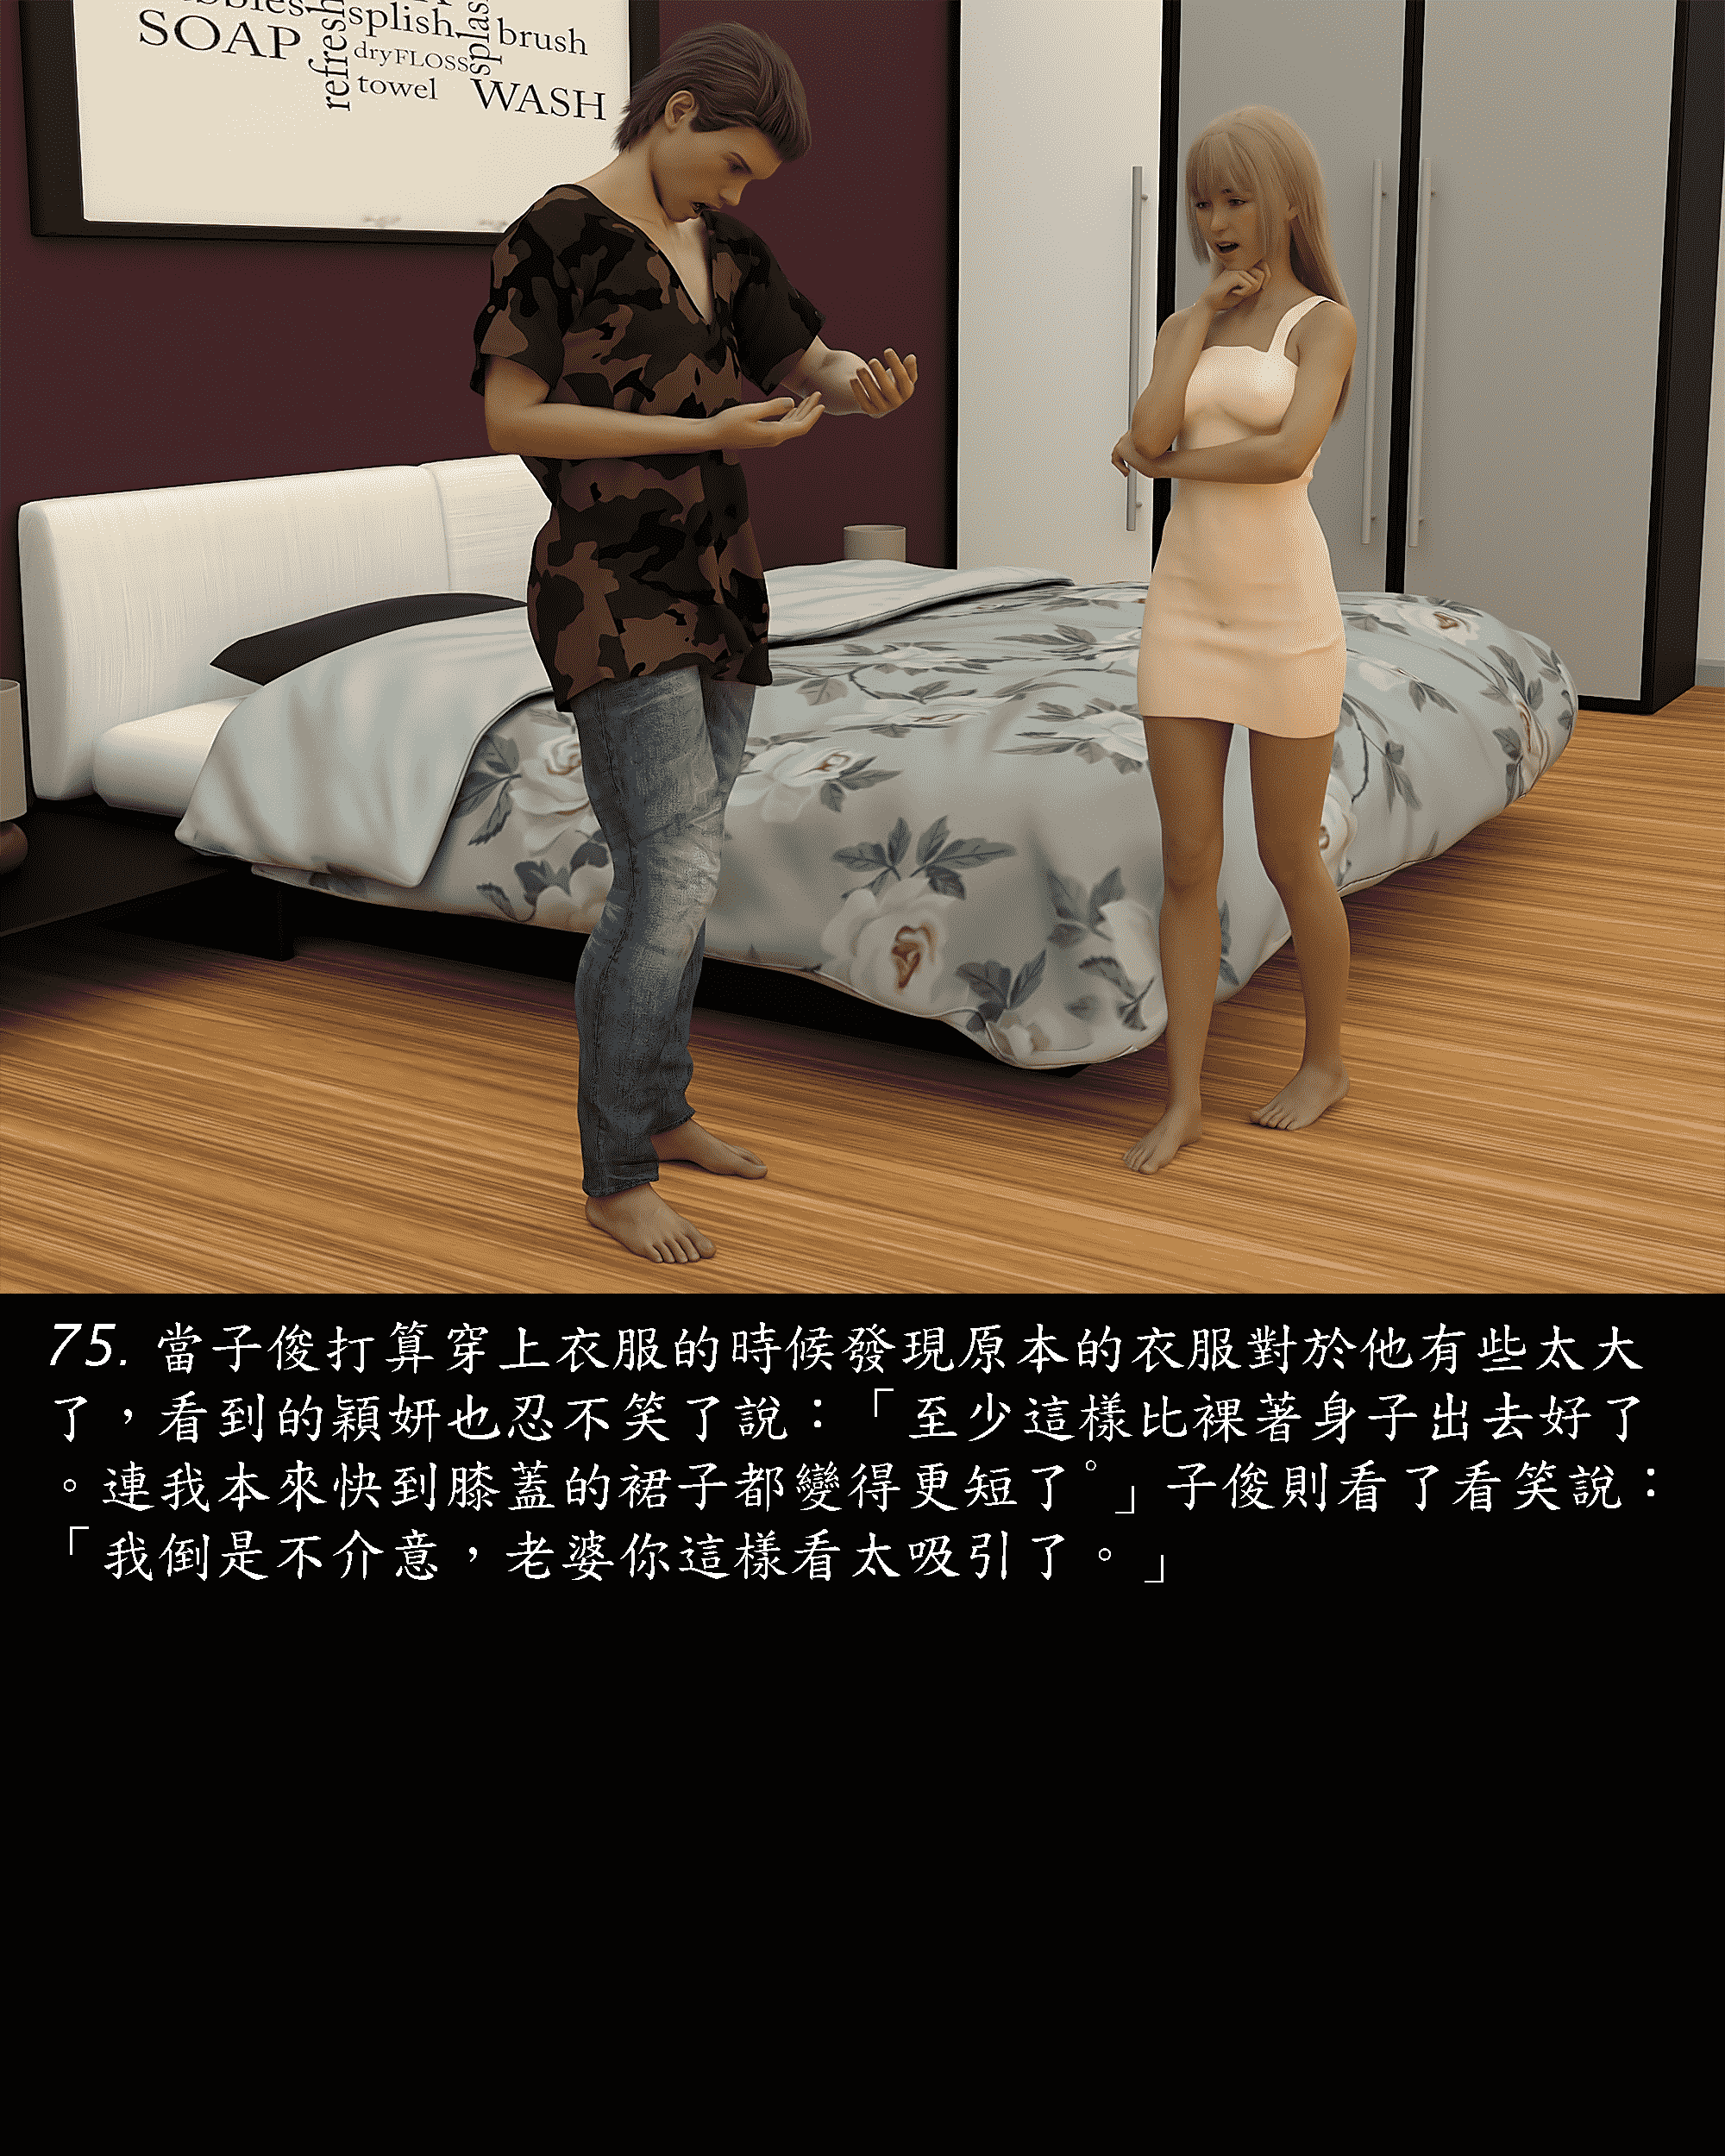 SOAP
refresh
splish
splas
brush
dryFLOSS
towel
WASH
75. 當子俊打算穿上衣服的時候發現原本的衣服對於他有些太大
了，看到的穎妍也忍不笑了說：「至少這樣比裸著身子出去好了
。連我本來快到膝蓋的裙子都變得更短了。」子俊則看了看笑說：
「我倒是不介意，老婆你這樣看太吸引了。」